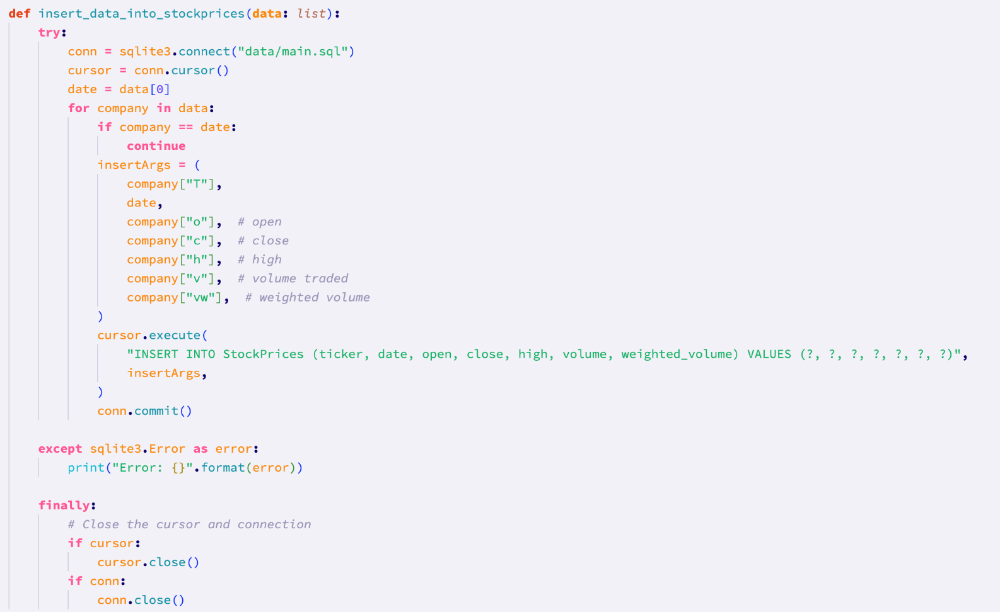 def insert_data_into_stockprices(data: list):
    try:
        conn = sqlite3.connect("data/main.sql")
        cursor = conn.cursor()
        date = data[0]
        for company in data:
            if company == date:
                continue
            insertArgs = (
                company["T"],
                date,
                company["o"],  # open
                company["c"],  # close
                company["h"],  # high
                company["v"],  # volume traded
                company["vw"],  # weighted volume
            )
            cursor.execute(
                "INSERT INTO StockPrices (ticker, date, open, close, high, volume, weighted_volume) VALUES (?, ?, ?, ?, ?, ?, ?)",
                insertArgs,
            )
            conn.commit()

    except sqlite3.Error as error:
        print("Error: {}".format(error))

    finally:
        # Close the cursor and connection
        if cursor:
            cursor.close()
        if conn:
            conn.close()